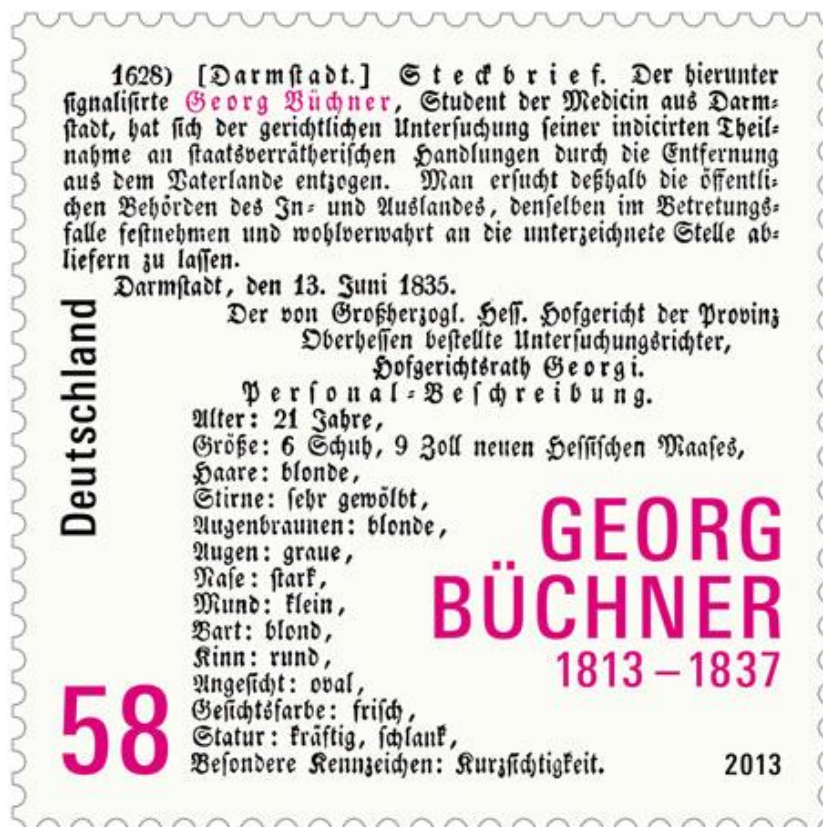 1628) [Darmstadt.] Steckbrief. Der hierunter
signalisirte Georg Büchner, Student der Medicin aus Darm-
stadt, hat sich der gerichtlichen Untersuchung seiner indicirten Theil-
nahme an staatsverrätherischen Handlungen durch die Entfernung
aus dem Vaterlande entzogen. Man ersucht deßhalb die öffentli-
chen Behörden des In- und Auslandes, denselben im Betretungs-
falle festnehmen und wohlverwahrt an die unterzeichnete Stelle ab-
liefern zu lassen.
Darmstadt, den 13. Juni 1835.
Der von Großherzogl. Hess. Hofgericht der Provinz
Oberhessen bestellte Untersuchungsrichter,
Hofgerichtsrath Georgi.
Personal-Beschreibung.
Alter: 21 Jahre,
Größe: 6 Schuh, 9 Zoll neuen Hessischen Maases,
Haare: blonde,
Stirne: sehr gewölbt,
Augenbraunen: blonde,
Augen: graue,
Nase: stark,
Mund: klein,
Bart: blond,
Kinn: rund,
Angesicht: oval,
Gesichtsfarbe: frisch,
Statur: kräftig, schlank,
Besondere Kennzeichen: Kurzsichtigkeit.
Deutschland
GEORG
BÜCHNER
1813 – 1837
58
2013